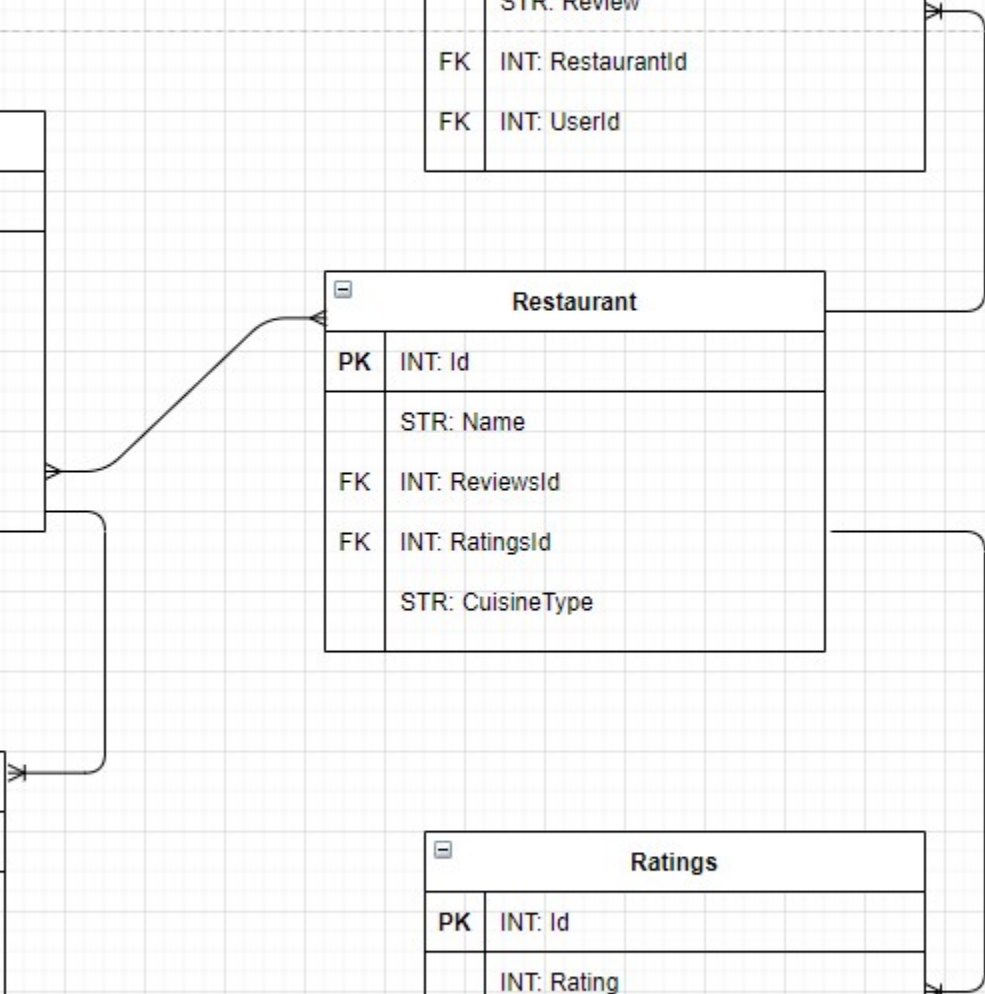 STR: Review
FK INT: RestaurantId
FK INT: UserId
Restaurant
PK INT: Id
STR: Name
FK INT: ReviewsId
FK INT: RatingsId
STR: CuisineType
Ratings
PK INT: Id
INT: Rating